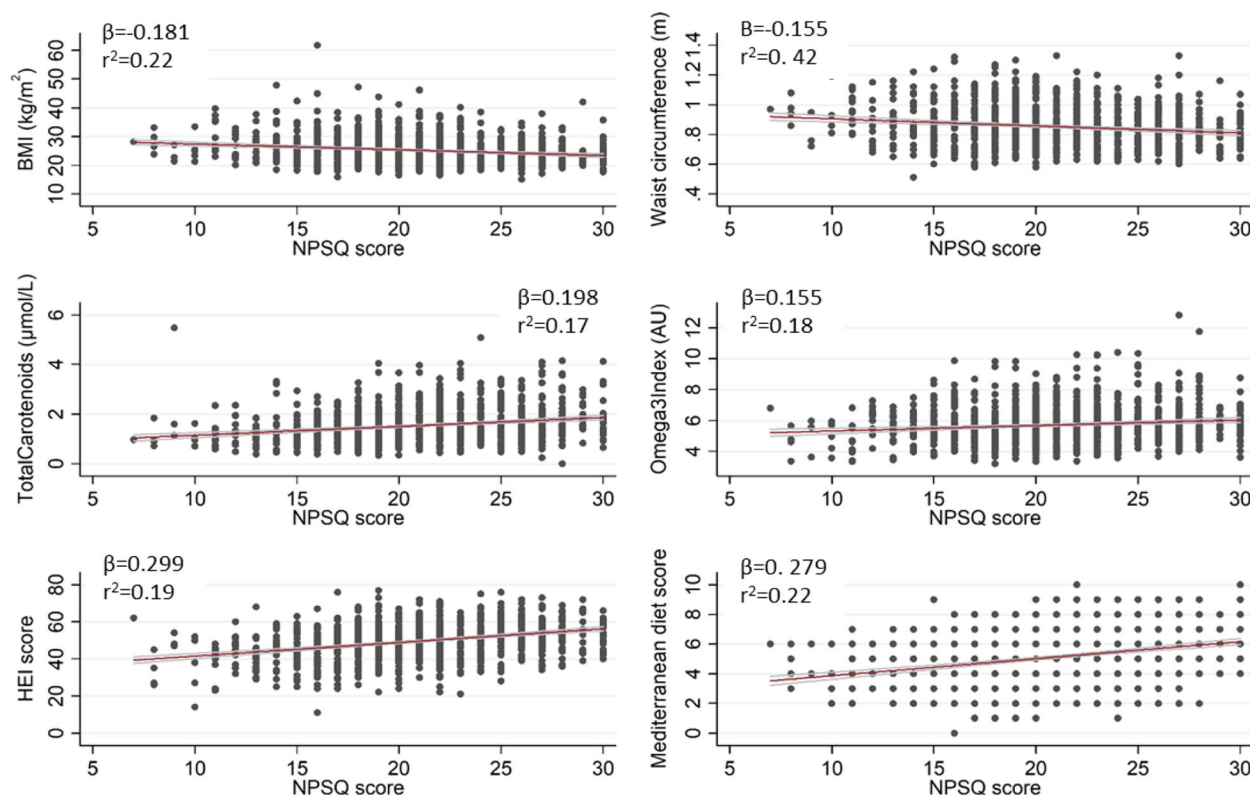 β=-0.181
r²=0.22
BMI (kg/m²)
60
50
40
30
20
10
5 10 15 20 25 30
NPSQ score
B=-0.155
r²=0. 42
Waist circumference (m)
1.4
1.2
1
.8
.6
.4
5 10 15 20 25 30
NPSQ score
β=0.198
r²=0.17
TotalCarotenoids (µmol/L)
6
4
2
0
5 10 15 20 25 30
NPSQ score
β=0.155
r²=0.18
Omega3Index (AU)
12
10
8
6
4
5 10 15 20 25 30
NPSQ score
β=0.299
r²=0.19
HEI score
80
60
40
20
0
5 10 15 20 25 30
NPSQ score
β=0. 279
r²=0.22
Mediterranean diet score
10
8
6
4
2
0
5 10 15 20 25 30
NPSQ score